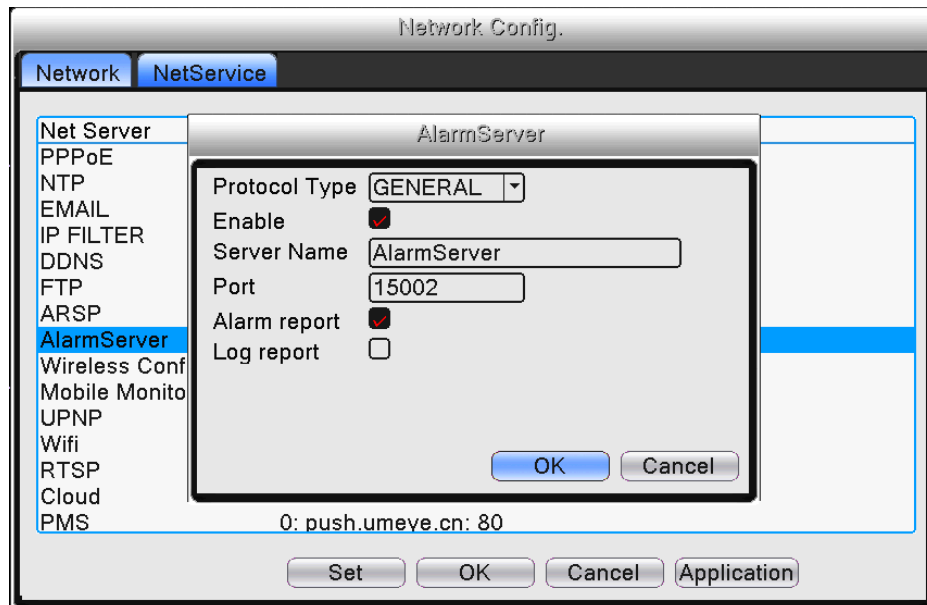 Network Config.
Network NetService
Net Server
PPPoE
NTP
EMAIL
IP FILTER
DDNS
FTP
ARSP
AlarmServer
Wireless Conf
Mobile Monito
UPNP
Wifi
RTSP
Cloud
PMS 0: push.umeye.cn: 80
AlarmServer
Protocol Type GENERAL
Enable
Server Name AlarmServer
Port 15002
Alarm report
Log report
OK Cancel
Set OK Cancel Application